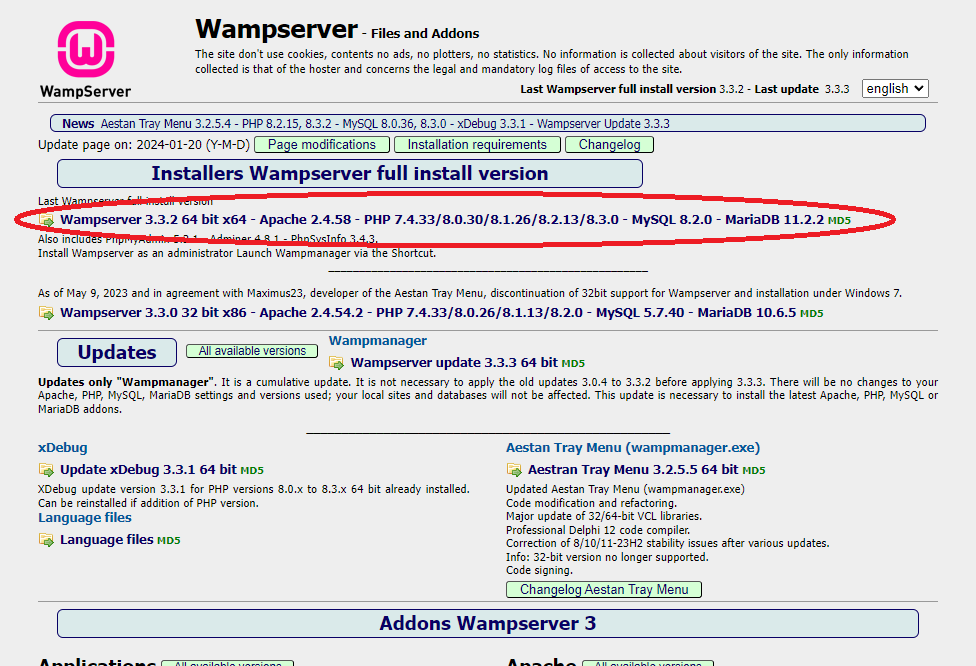 WampServer
Wampserver - Files and Addons
The site don't use cookies, contents no ads, no plotters, no statistics. No information is collected about visitors of the site. The only information
collected is that of the hoster and concerns the legal and mandatory log files of access to the site.
Last Wampserver full install version 3.3.2 - Last update 3.3.3 english
News Aestan Tray Menu 3.2.5.4 - PHP 8.2.15, 8.3.2 - MySQL 8.0.36, 8.3.0 - xDebug 3.3.1 - Wampserver Update 3.3.3
Update page on: 2024-01-20 (Y-M-D) Page modifications Installation requirements Changelog
Installers Wampserver full install version
Last Wampserver full install version
Wampserver 3.3.2 64 bit x64 - Apache 2.4.58 - PHP 7.4.33/8.0.30/8.1.26/8.2.13/8.3.0 - MySQL 8.2.0 - MariaDB 11.2.2 MD5
Also includes PhpMyAdmin 5.2.1 - Adminer 4.8.1 - PhpSysInfo 3.4.3.
Install Wampserver as an administrator Launch Wampmanager via the Shortcut.
As of May 9, 2023 and in agreement with Maximus23, developer of the Aestan Tray Menu, discontinuation of 32bit support for Wampserver and installation under Windows 7.
Wampserver 3.3.0 32 bit x86 - Apache 2.4.54.2 - PHP 7.4.33/8.0.26/8.1.13/8.2.0 - MySQL 5.7.40 - MariaDB 10.6.5 MD5
Updates All available versions
Wampmanager
Wampserver update 3.3.3 64 bit MD5
Updates only "Wampmanager". It is a cumulative update. It is not necessary to apply the old updates 3.0.4 to 3.3.2 before applying 3.3.3. There will be no changes to your
Apache, PHP, MySQL, MariaDB settings and versions used; your local sites and databases will not be affected. This update is necessary to install the latest Apache, PHP, MySQL or
MariaDB addons.
xDebug
Update xDebug 3.3.1 64 bit MD5
XDebug update version 3.3.1 for PHP versions 8.0.x to 8.3.x 64 bit already installed.
Can be reinstalled if addition of PHP version.
Language files
Language files MD5
Aestan Tray Menu (wampmanager.exe)
Aestran Tray Menu 3.2.5.5 64 bit MD5
Updated Aestan Tray Menu (wampmanager.exe)
Code modification and refactoring.
Major update of 32/64-bit VCL libraries.
Professional Delphi 12 code compiler.
Correction of 8/10/11-23H2 stability issues after various updates.
Info: 32-bit version no longer supported.
Code signing.
Changelog Aestan Tray Menu
Addons Wampserver 3
Applications All available versions
Apache All available versions